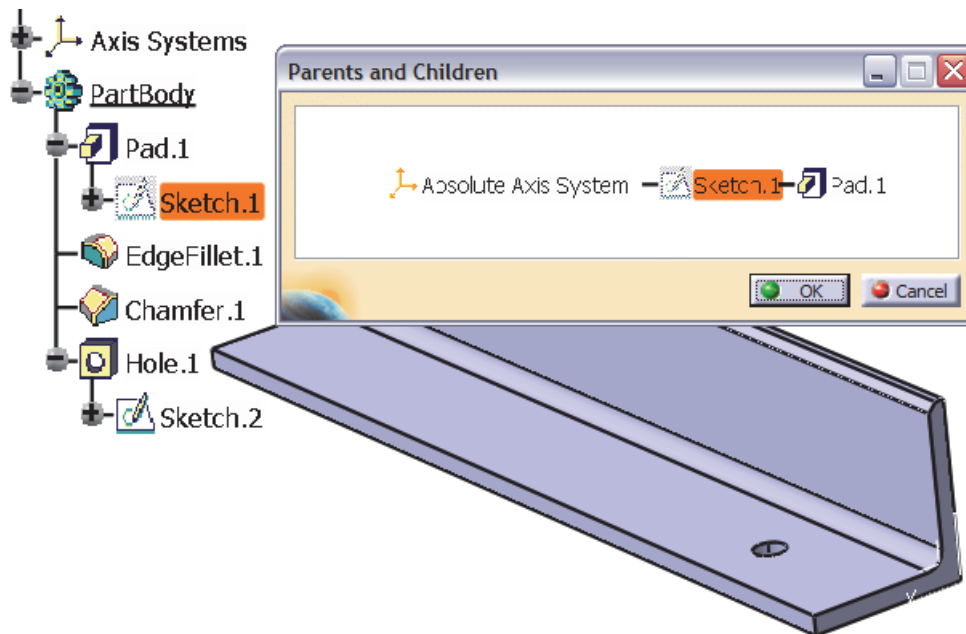 Axis Systems
PartBody
Pad.1
Sketch.1
EdgeFillet.1
Chamfer.1
Hole.1
Sketch.2
Parents and Children
Absolute Axis System Sketch.1 Pad.1
OK Cancel
Y